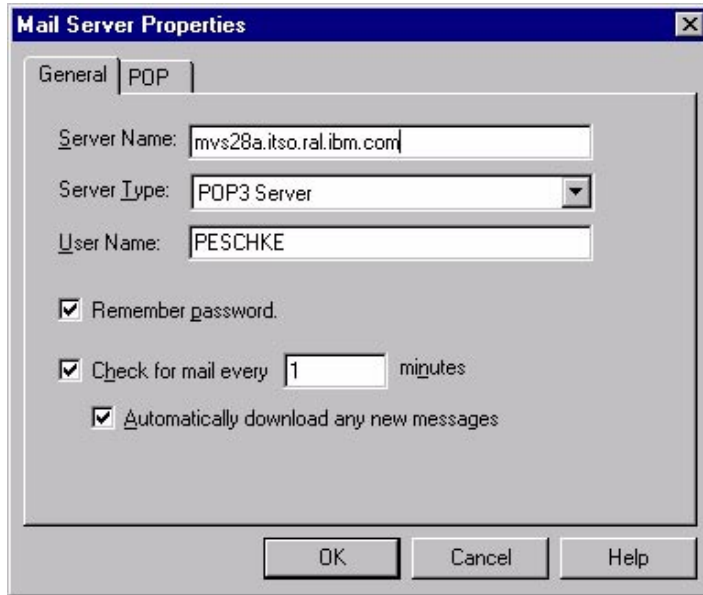 Mail Server Properties
General
POP
Server Name: mvs28a.itso.ral.ibm.com
Server Type: POP3 Server
User Name: PESCHKE
Remember password.
Check for mail every 1 minutes
Automatically download any new messages
OK
Cancel
Help